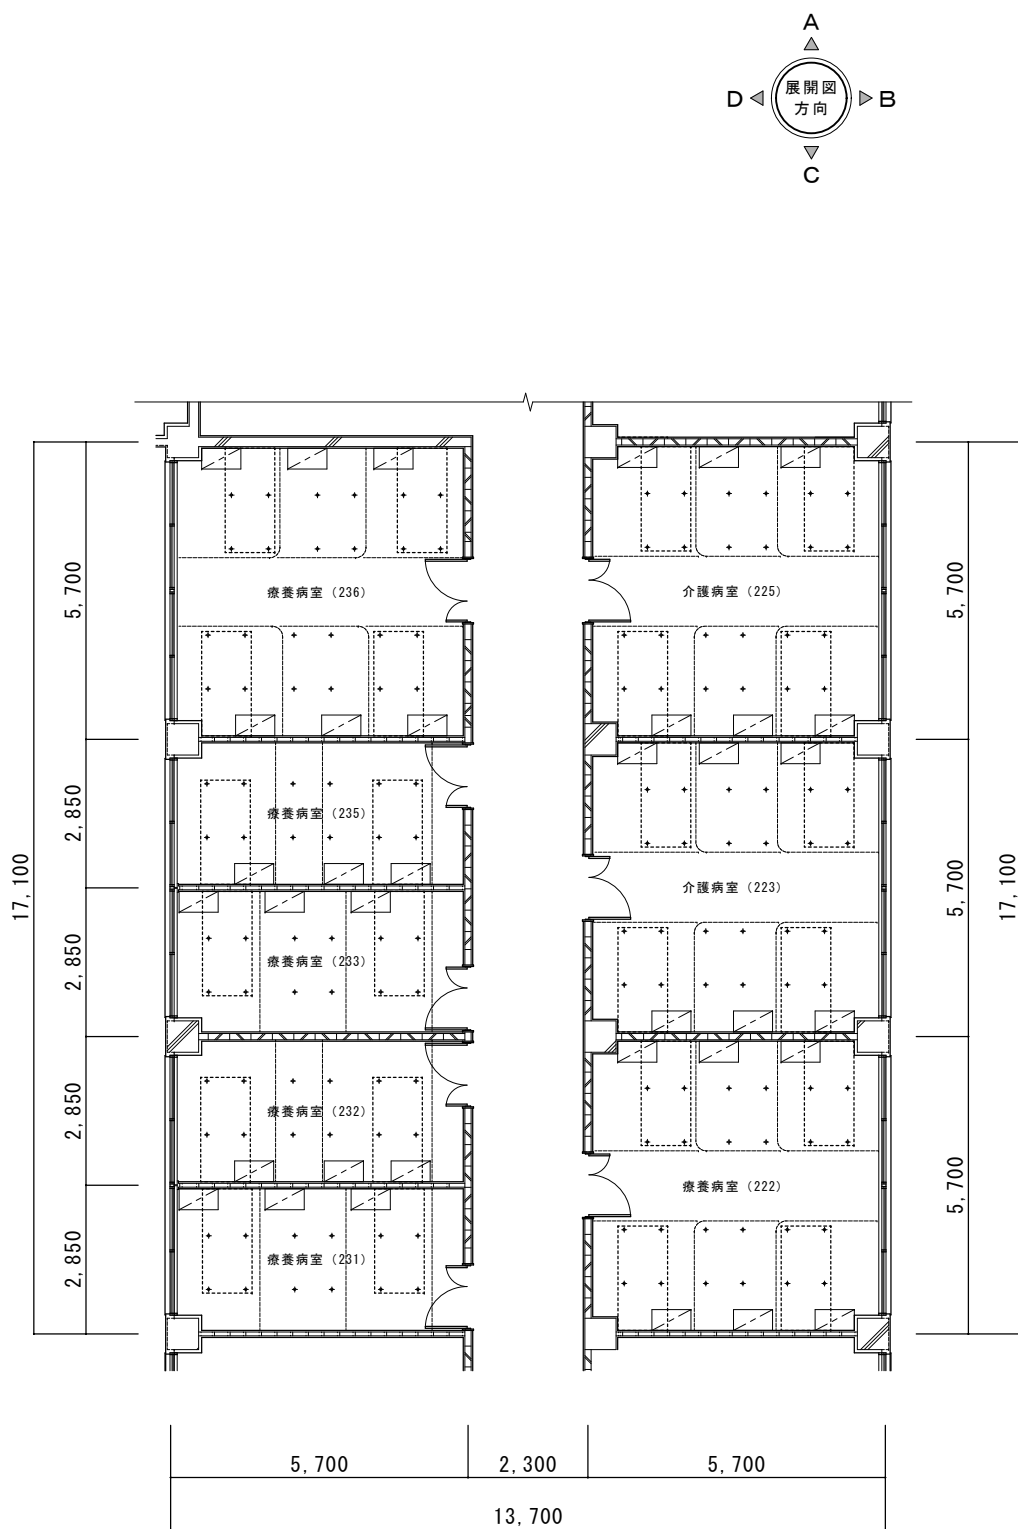 A
D
展開図
方向
B
C
5,700
療養病室（236）
介護病室（225）
5,700
2,850
療養病室（235）
17,100
介護病室（223）
5,700
17,100
2,850
療養病室（233）
2,850
療養病室（232）
療養病室（222）
5,700
2,850
療養病室（231）
5,700
2,300
5,700
13,700